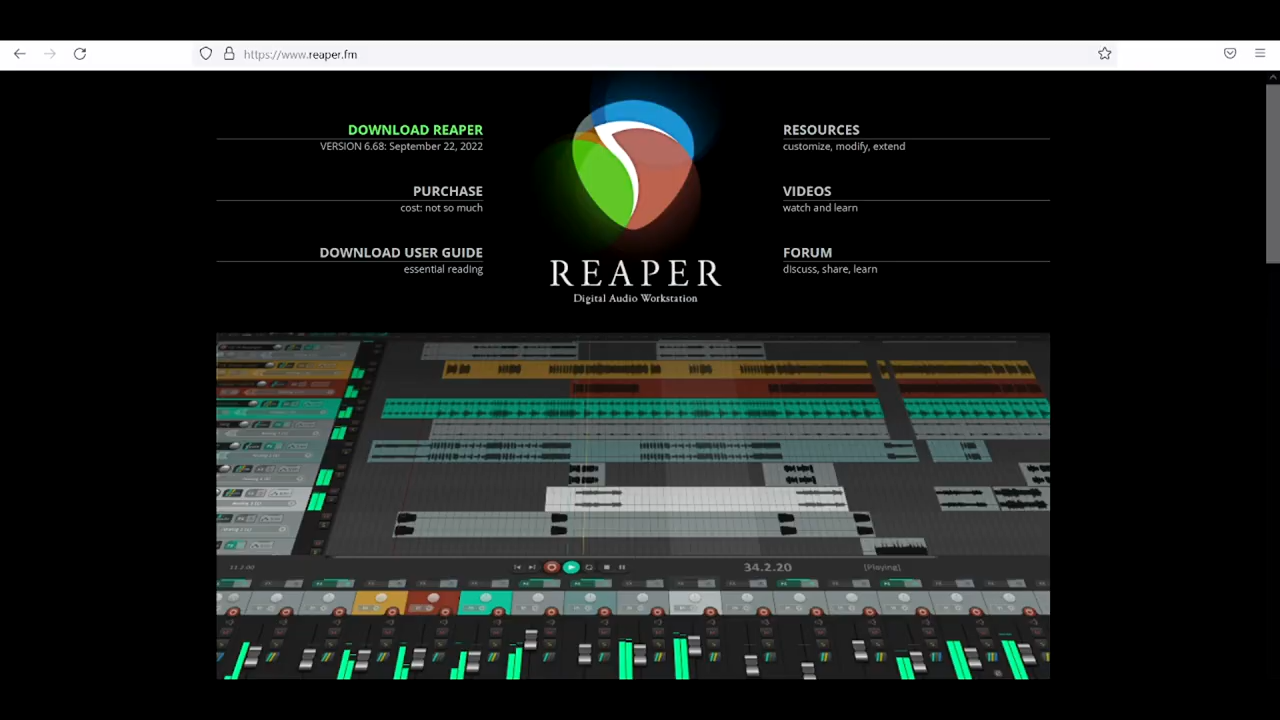 https://www.reaper.fm
DOWNLOAD REAPER
VERSION 6.68: September 22, 2022
PURCHASE
cost: not so much
DOWNLOAD USER GUIDE
essential reading
REAPER
Digital Audio Workstation
RESOURCES
customize, modify, extend
VIDEOS
watch and learn
FORUM
discuss, share, learn
34.2.20
[Playing]